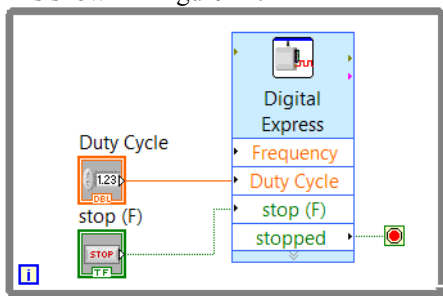 Digital
Express
Duty Cycle
Frequency
1.23
DBL
Duty Cycle
stop (F)
stop (F)
STOP
TF
stopped
i